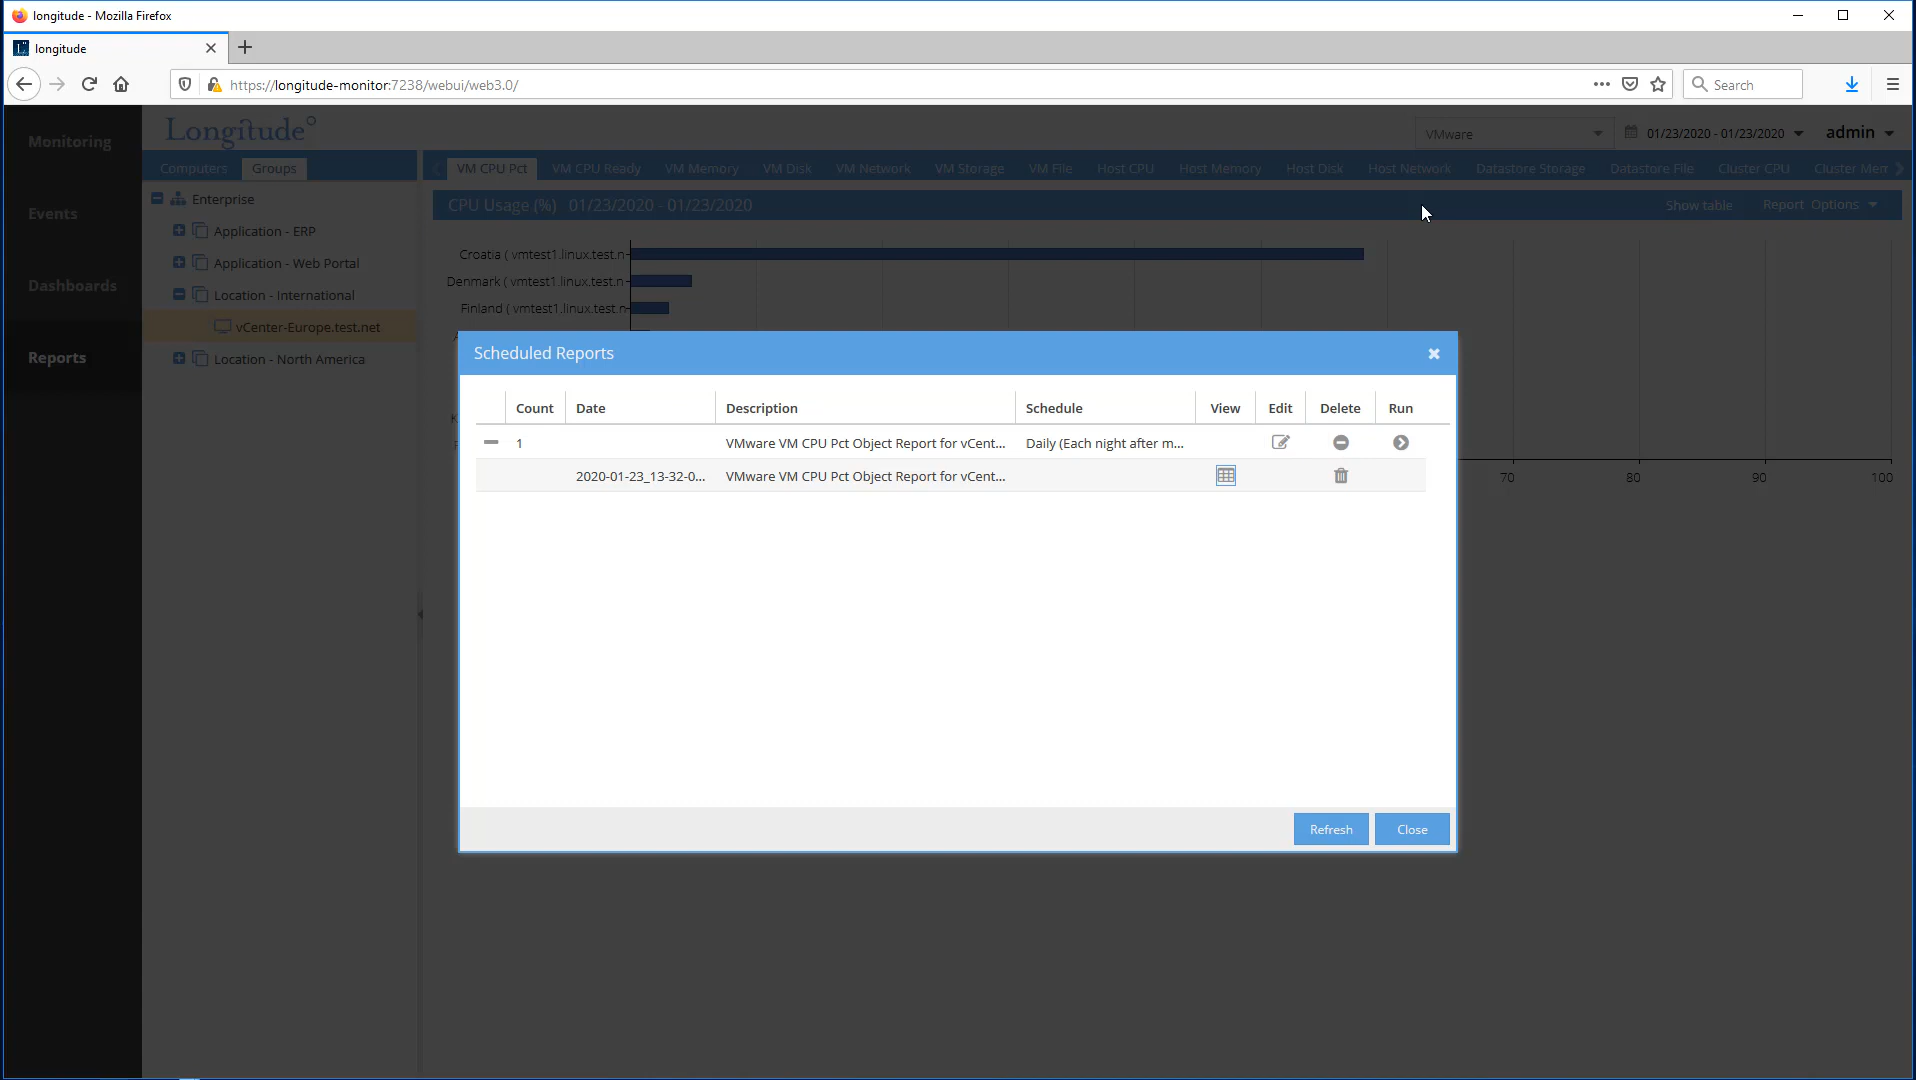 longitude - Mozilla Firefox
longitude
https://longitude-monitor:7238/webui/web3.0/
Search
Monitoring
Events
Dashboards
Reports
Longitude
VMware
01/23/2020 - 01/23/2020
admin
Computers
Groups
VM CPU Pct
VM CPU Ready
VM Memory
VM Disk
VM Network
VM Storage
VM File
Host CPU
Host Memory
Host Disk
Host Network
Datastore Storage
Datastore File
Cluster CPU
Cluster Mem
Enterprise
Application - ERP
Application - Web Portal
Location - International
vCenter-Europe.test.net
Location - North America
CPU Usage (%) 01/23/2020 - 01/23/2020
Show table
Report Options
Croatia ( vmtest1.linux.test.n
Denmark ( vmtest1.linux.test.n
Finland ( vmtest1.linux.test.n
70
80
90
100
Scheduled Reports
Count
Date
Description
Schedule
View
Edit
Delete
Run
1
VMware VM CPU Pct Object Report for vCent...
Daily (Each night after m...
2020-01-23_13-32-0...
VMware VM CPU Pct Object Report for vCent...
Refresh
Close